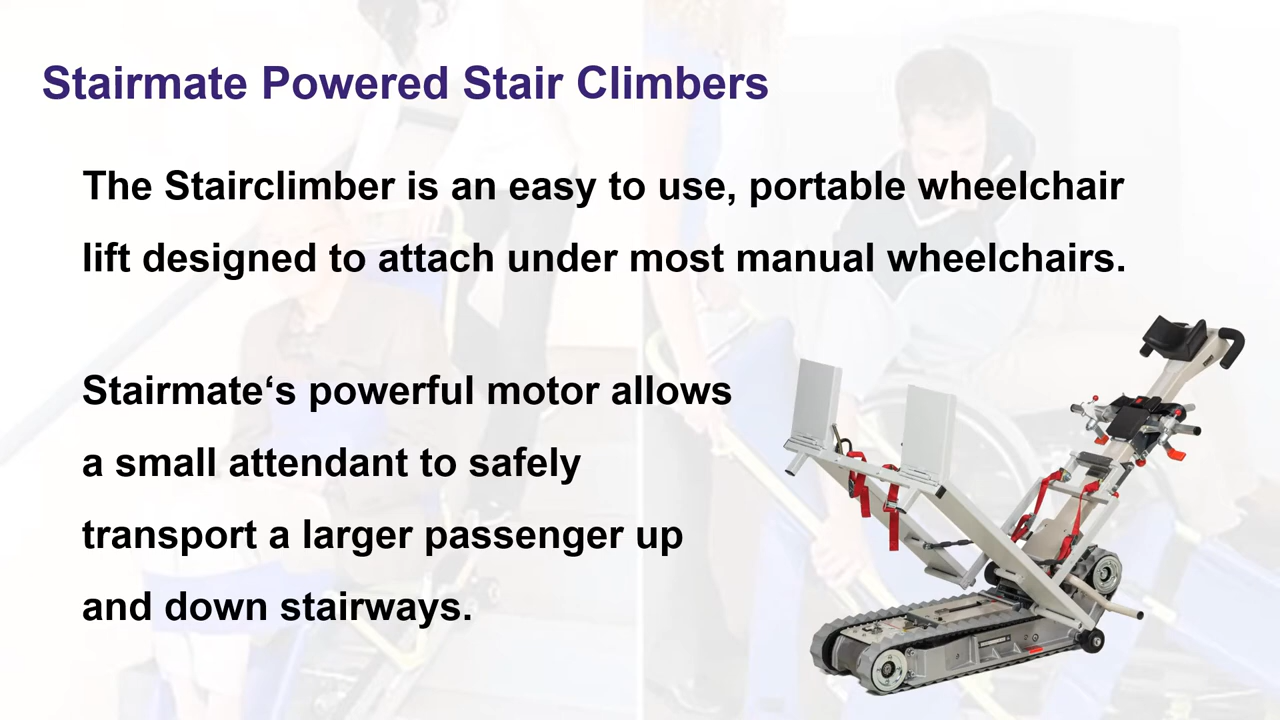 Stairmate Powered Stair Climbers
The Stairclimber is an easy to use, portable wheelchair
lift designed to attach under most manual wheelchairs.
Stairmate‘s powerful motor allows
a small attendant to safely
transport a larger passenger up
and down stairways.